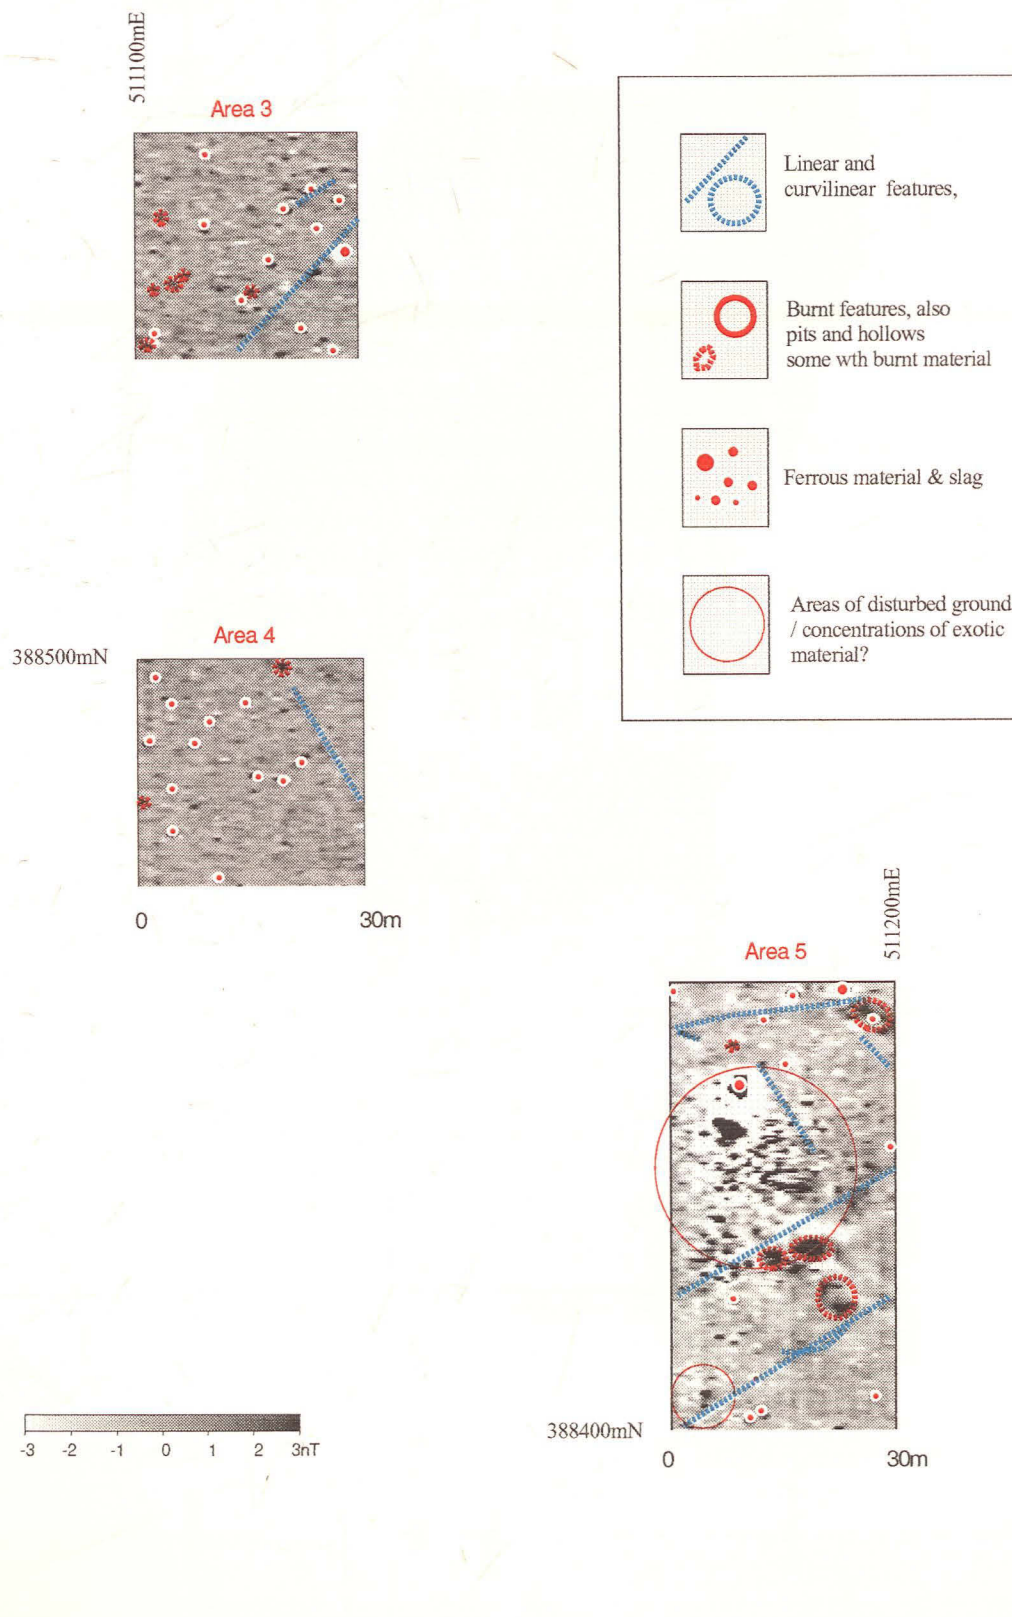 511100mE
Area 3
Linear and
curvilinear features,
Burnt features, also
pits and hollows
some wth burnt material
Ferrous material & slag
Areas of disturbed ground
/ concentrations of exotic
material?
Area 4
388500mN
0 30m
511200mE
Area 5
388400mN
0 30m
-3 -2 -1 0 1 2 3nT